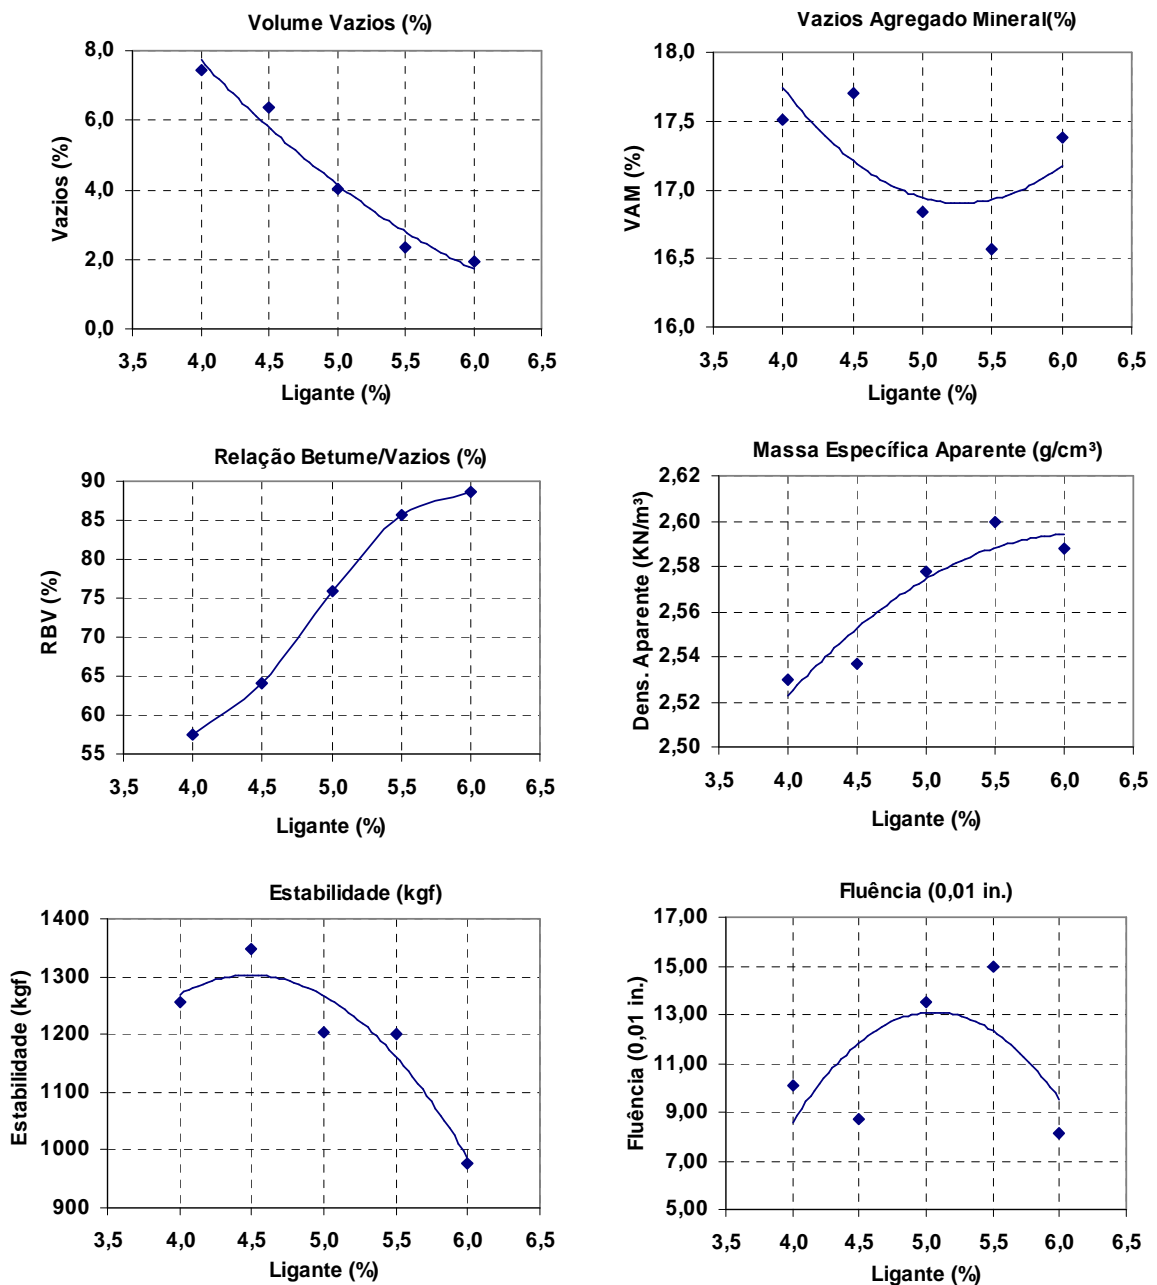 Volume Vazios (%)
8,0
6,0
4,0
2,0
0,0
Vazios (%)
3,5 4,0 4,5 5,0 5,5 6,0 6,5
Ligante (%)
Vazios Agregado Mineral(%)
18,0
17,5
17,0
16,5
16,0
VAM (%)
3,5 4,0 4,5 5,0 5,5 6,0 6,5
Ligante (%)
Relação Betume/Vazios (%)
90
85
80
75
70
65
60
55
RBV (%)
3,5 4,0 4,5 5,0 5,5 6,0 6,5
Ligante (%)
Massa Específica Aparente (g/cm³)
2,62
2,60
2,58
2,56
2,54
2,52
2,50
Dens. Aparente (KN/m³)
3,5 4,0 4,5 5,0 5,5 6,0 6,5
Ligante (%)
Estabilidade (kgf)
1400
1300
1200
1100
1000
900
Estabilidade (kgf)
3,5 4,0 4,5 5,0 5,5 6,0 6,5
Ligante (%)
Fluência (0,01 in.)
17,00
15,00
13,00
11,00
9,00
7,00
5,00
Fluência (0,01 in.)
3,5 4,0 4,5 5,0 5,5 6,0 6,5
Ligante (%)